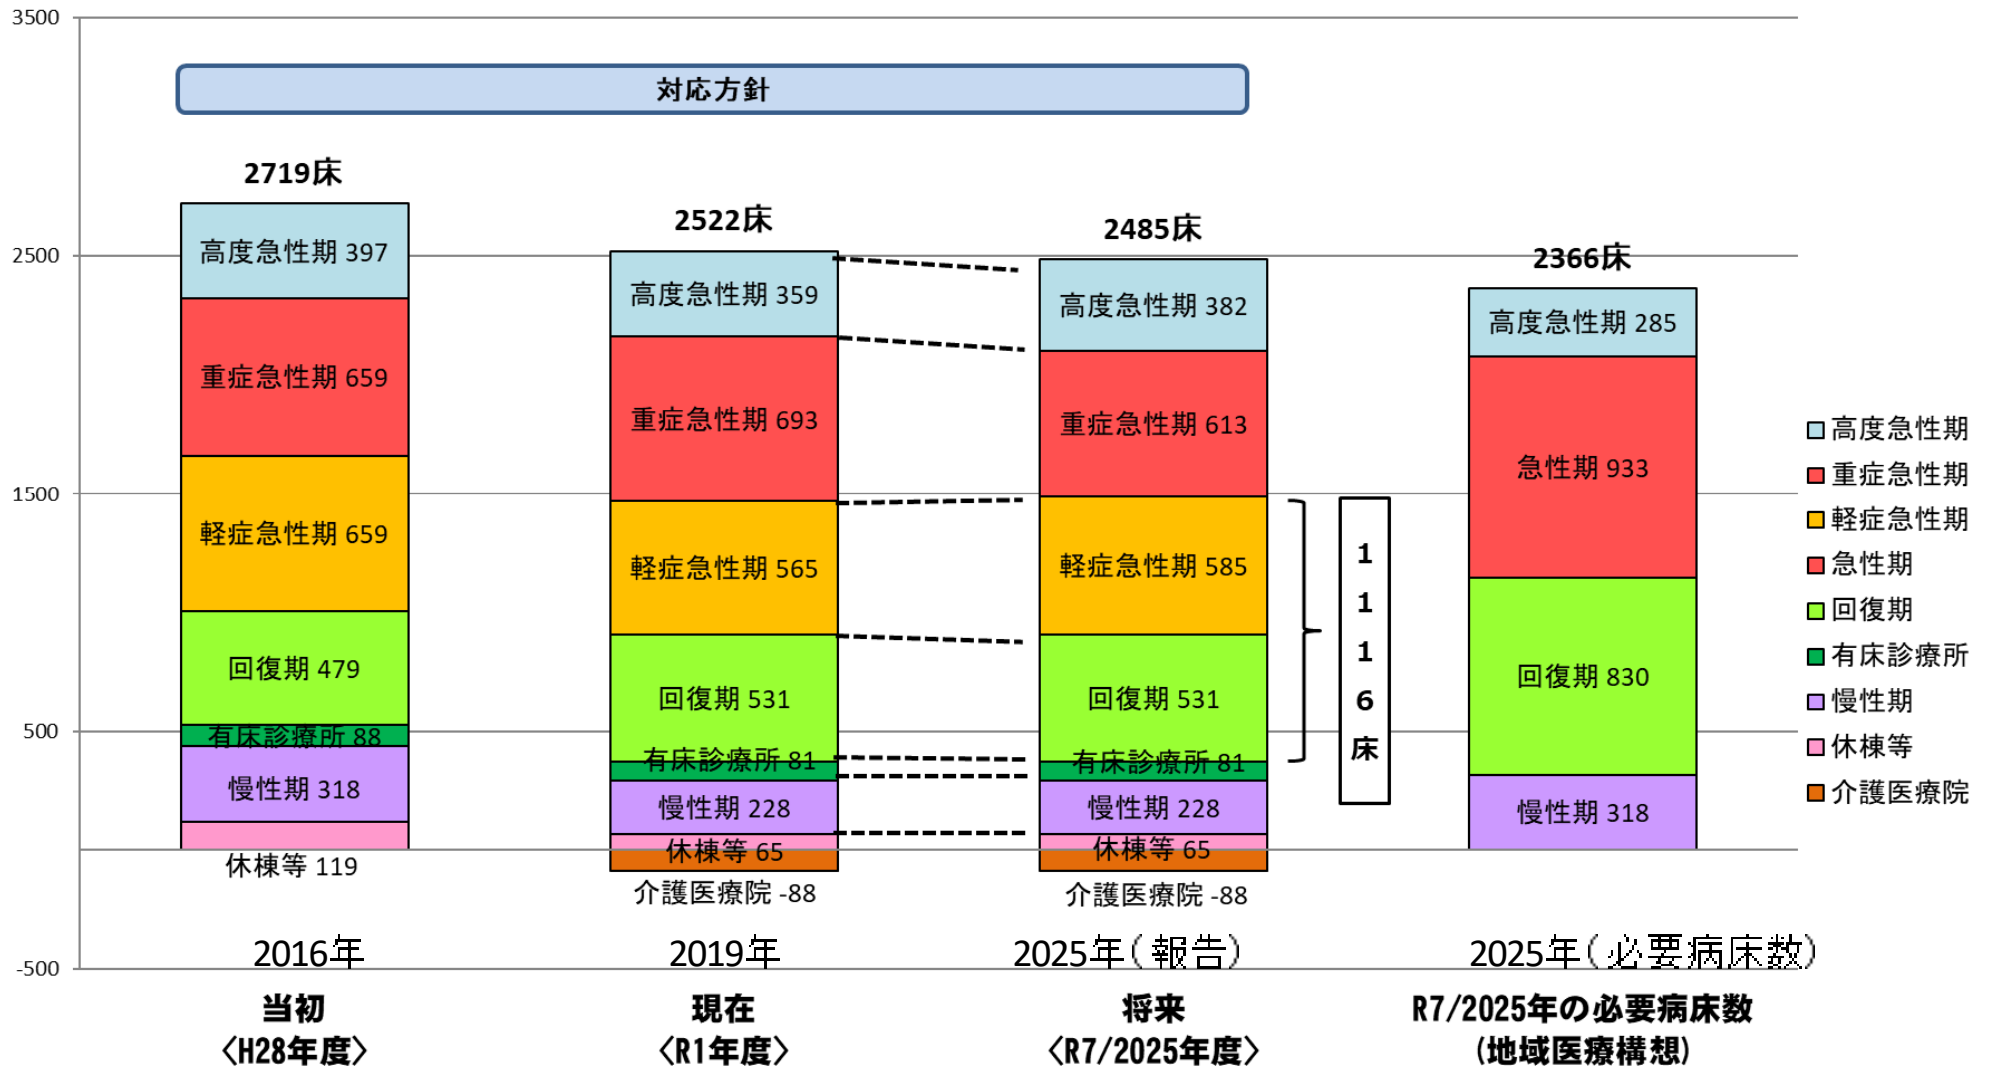 3500
2500
1500
500
-500
対応方針
2719床
高度急性期 397
重症急性期 659
軽症急性期 659
回復期 479
有床診療所 88
慢性期 318
休棟等 119
2522床
高度急性期 359
重症急性期 693
軽症急性期 565
回復期 531
有床診療所 81
慢性期 228
休棟等 65
介護医療院 -88
2485床
高度急性期 382
重症急性期 613
軽症急性期 585
回復期 531
有床診療所 81
慢性期 228
休棟等 65
介護医療院 -88
1116床
2366床
高度急性期 285
急性期 933
回復期 830
慢性期 318
高度急性期
重症急性期
軽症急性期
急性期
回復期
有床診療所
慢性期
休棟等
介護医療院
2016年
2019年
2025年（報告）
2025年（必要病床数）
当初
〈H28年度〉
現在
〈R1年度〉
将来
〈R7/2025年度〉
R7/2025年の必要病床数
(地域医療構想)